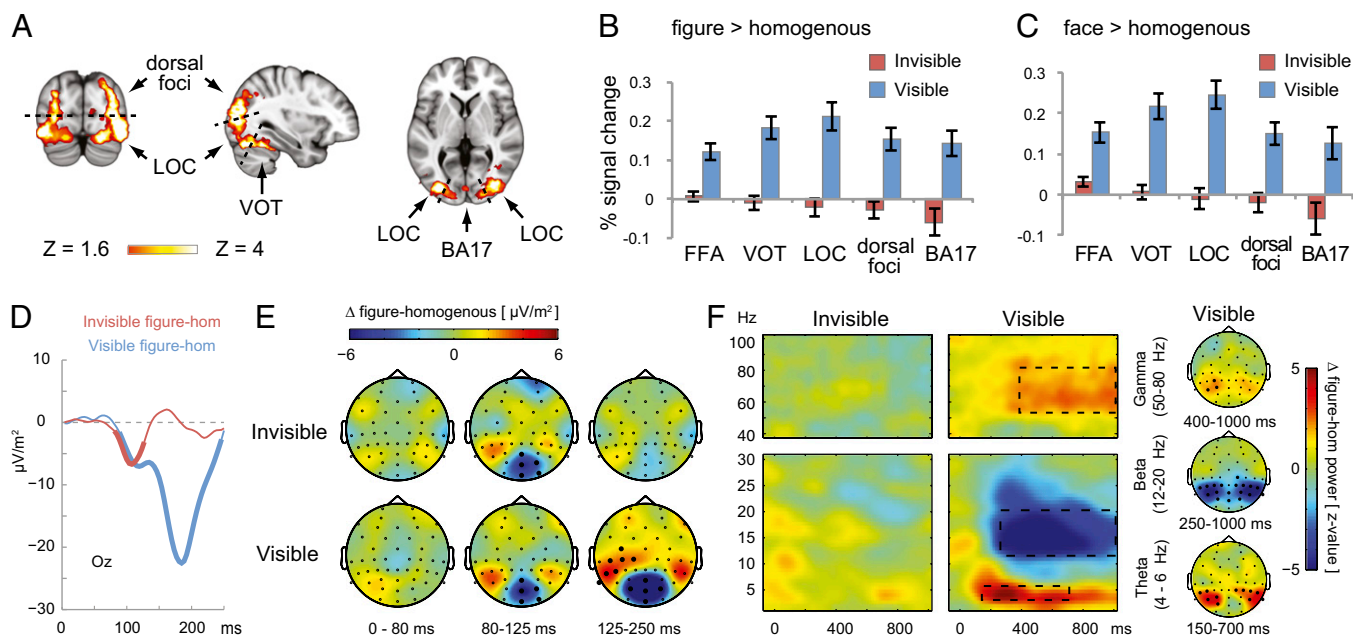 A
dorsal
foci
LOC
VOT
LOC
BA17
LOC
Z = 1.6
Z = 4
B
figure > homogenous
Invisible
Visible
% signal change
0.3
0.2
0.1
0
-0.1
FFA
VOT
LOC
dorsal
foci
BA17
C
face > homogenous
Invisible
Visible
0.3
0.2
0.1
0
0.1
FFA
VOT
LOC
dorsal
foci
BA17
D
Invisible figure-hom
Visible figure-hom
µV/m²
10
0
−10
−20
−30
Oz
0
100
200
ms
E
Δ figure-homogenous [ µV/m² ]
−6
0
6
Invisible
Visible
0 - 80 ms
80-125 ms
125-250 ms
F
Hz
Invisible
Visible
100
80
60
40
30
25
20
15
10
5
0
400
800
0
400
800
ms
Visible
Gamma
(50-80 Hz)
400-1000 ms
Beta
(12-20 Hz)
250-1000 ms
Theta
(4 - 6 Hz)
150-700 ms
5
0
−5
Δ figure-hom power [ z-value ]